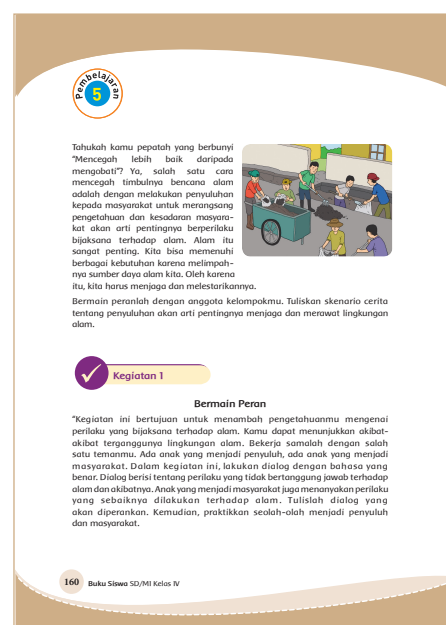 Pembelajaran
5
Tahukah kamu pepatah yang berbunyi
“Mencegah lebih baik daripada
mengobati”? Ya, salah satu cara
mencegah timbulnya bencana alam
adalah dengan melakukan penyuluhan
kepada masyarakat untuk merangsang
pengetahuan dan kesadaran masyara-
kat akan arti pentingnya berperilaku
bijaksana terhadap alam. Alam itu
sangat penting. Kita bisa memenuhi
berbagai kebutuhan karena melimpah-
nya sumber daya alam kita. Oleh karena
itu, kita harus menjaga dan melestarikannya.
Bermain peranlah dengan anggota kelompokmu. Tuliskan skenario cerita
tentang penyuluhan akan arti pentingnya menjaga dan merawat lingkungan
alam.
Kegiatan 1
Bermain Peran
“Kegiatan ini bertujuan untuk menambah pengetahuanmu mengenai
perilaku yang bijaksana terhadap alam. Kamu dapat menunjukkan akibat-
akibat terganggunya lingkungan alam. Bekerja samalah dengan salah
satu temanmu. Ada anak yang menjadi penyuluh, ada anak yang menjadi
masyarakat. Dalam kegiatan ini, lakukan dialog dengan bahasa yang
benar. Dialog berisi tentang perilaku yang tidak bertanggung jawab terhadap
alam dan akibatnya. Anak yang menjadi masyarakat juga menanyakan perilaku
yang sebaiknya dilakukan terhadap alam. Tulislah dialog yang
akan diperankan. Kemudian, praktikkan seolah-olah menjadi penyuluh
dan masyarakat.
160 Buku Siswa SD/MI Kelas IV